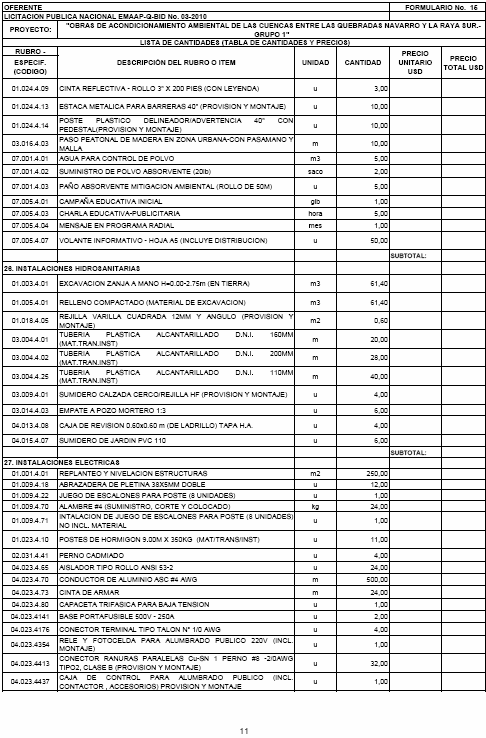 OFERENTE FORMULARIO No. 16
LICITACION PUBLICA NACIONAL EMAAP-Q-BID No. 03-2010
PROYECTO: "OBRAS DE ACONDICIONAMIENTO AMBIENTAL DE LAS CUENCAS ENTRE LAS QUEBRADAS NAVARRO Y LA RAYA SUR.-
GRUPO 1"
LISTA DE CANTIDADES (TABLA DE CANTIDADES Y PRECIOS)
RUBRO - ESPECIF. (CODIGO) DESCRIPCIÓN DEL RUBRO O ITEM UNIDAD CANTIDAD PRECIO UNITARIO USD PRECIO TOTAL USD
01.024.4.09 CINTA REFLECTIVA - ROLLO 3" X 200 PIES (CON LEYENDA) u 3,00
01.024.4.13 ESTACA METALICA PARA BARRERAS 40" (PROVISION Y MONTAJE) u 10,00
01.024.4.14 POSTE PLASTICO DELINEADOR/ADVERTENCIA 40" CON
PEDESTAL(PROVISION Y MONTAJE) u 10,00
03.016.4.03 PASO PEATONAL DE MADERA EN ZONA URBANA-CON PASAMANO Y
MALLA m 10,00
07.001.4.01 AGUA PARA CONTROL DE POLVO m3 5,00
07.001.4.02 SUMINISTRO DE POLVO ABSORVENTE (20lb) saco 2,00
07.001.4.03 PAÑO ABSORVENTE MITIGACION AMBIENTAL (ROLLO DE 50M) u 5,00
07.005.4.01 CAMPAÑA EDUCATIVA INICIAL glb 1,00
07.005.4.03 CHARLA EDUCATIVA-PUBLICITARIA hora 5,00
07.005.4.04 MENSAJE EN PROGRAMA RADIAL mes 1,00
07.005.4.07 VOLANTE INFORMATIVO - HOJA A5 (INCLUYE DISTRIBUCION) u 50,00
SUBTOTAL:
26. INSTALACIONES HIDROSANITARIAS
01.003.4.01 EXCAVACION ZANJA A MANO H=0.00-2.75m (EN TIERRA) m3 61,40
01.005.4.01 RELLENO COMPACTADO (MATERIAL DE EXCAVACION) m3 61,40
01.018.4.05 REJILLA VARILLA CUADRADA 12MM Y ANGULO (PROVISION Y
MONTAJE) m2 0,60
03.004.4.01 TUBERIA PLASTICA ALCANTARILLADO D.N.I. 160MM
(MAT.TRAN.INST) m 20,00
03.004.4.02 TUBERIA PLASTICA ALCANTARILLADO D.N.I. 200MM
(MAT.TRAN.INST) m 28,00
03.004.4.25 TUBERIA PLASTICA ALCANTARILLADO D.N.I. 110MM
(MAT.TRAN.INST) m 40,00
03.009.4.01 SUMIDERO CALZADA CERCO/REJILLA HF (PROVISION Y MONTAJE) u 4,00
03.014.4.03 EMPATE A POZO MORTERO 1:3 u 6,00
04.013.4.08 CAJA DE REVISION 0.60x0.60 m (DE LADRILLO) TAPA H.A. u 4,00
04.015.4.07 SUMIDERO DE JARDIN PVC 110 u 6,00
SUBTOTAL:
27. INSTALACIONES ELECTRICAS
01.001.4.01 REPLANTEO Y NIVELACION ESTRUCTURAS m2 250,00
01.009.4.18 ABRAZADERA DE PLETINA 38X5MM DOBLE u 12,00
01.009.4.22 JUEGO DE ESCALONES PARA POSTE (8 UNIDADES) u 1,00
01.009.4.70 ALAMBRE #4 (SUMINISTRO, CORTE Y COLOCADO) kg 24,00
01.009.4.71 INTALACION DE JUEGO DE ESCALONES PARA POSTE (8 UNIDADES)
NO INCL. MATERIAL u 1,00
01.023.4.10 POSTES DE HORMIGON 9.00M X 350KG (MAT/TRANS/INST) u 11,00
02.031.4.41 PERNO CADMIADO u 4,00
04.023.4.65 AISLADOR TIPO ROLLO ANSI 53-2 u 24,00
04.023.4.70 CONDUCTOR DE ALUMINIO ASC #4 AWG m 500,00
04.023.4.73 CINTA DE ARMAR m 24,00
04.023.4.80 CAPACETA TRIFASICA PARA BAJA TENSION u 1,00
04.023.4141 BASE PORTAFUSIBLE 500V - 250A u 2,00
04.023.4176 CONECTOR TERMINAL TIPO TALON N° 1/0 AWG u 4,00
04.023.4354 RELE Y FOTOCELDA PARA ALUMBRADO PUBLICO 220V (INCL.
MONTAJE) u 1,00
04.023.4413 CONECTOR RANURAS PARALELAS Cu-SN 1 PERNO #8 -2/0AWG
TIPO2, CLASE B (PROVISION Y MONTAJE) u 32,00
04.023.4437 CAJA DE CONTROL PARA ALUMBRADO PUBLICO (INCL.
CONTACTOR , ACCESORIOS) PROVISION Y MONTAJE u 1,00
11